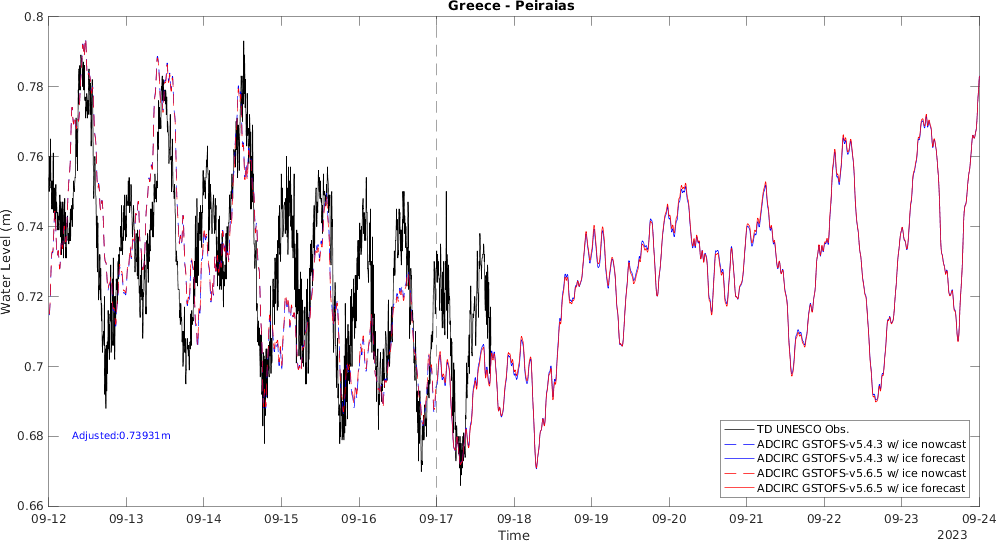 Greece - Peiraias
0.8
0.78
0.76
0.74
0.72
0.7
0.68
0.66
Water Level (m)
Adjusted:0.73931m
TD UNESCO Obs.
ADCIRC GSTOFS-v5.4.3 w/ ice nowcast
ADCIRC GSTOFS-v5.4.3 w/ ice forecast
ADCIRC GSTOFS-v5.6.5 w/ ice nowcast
ADCIRC GSTOFS-v5.6.5 w/ ice forecast
09-12 09-13 09-14 09-15 09-16 09-17 09-18 09-19 09-20 09-21 09-22 09-23 09-24
Time
2023